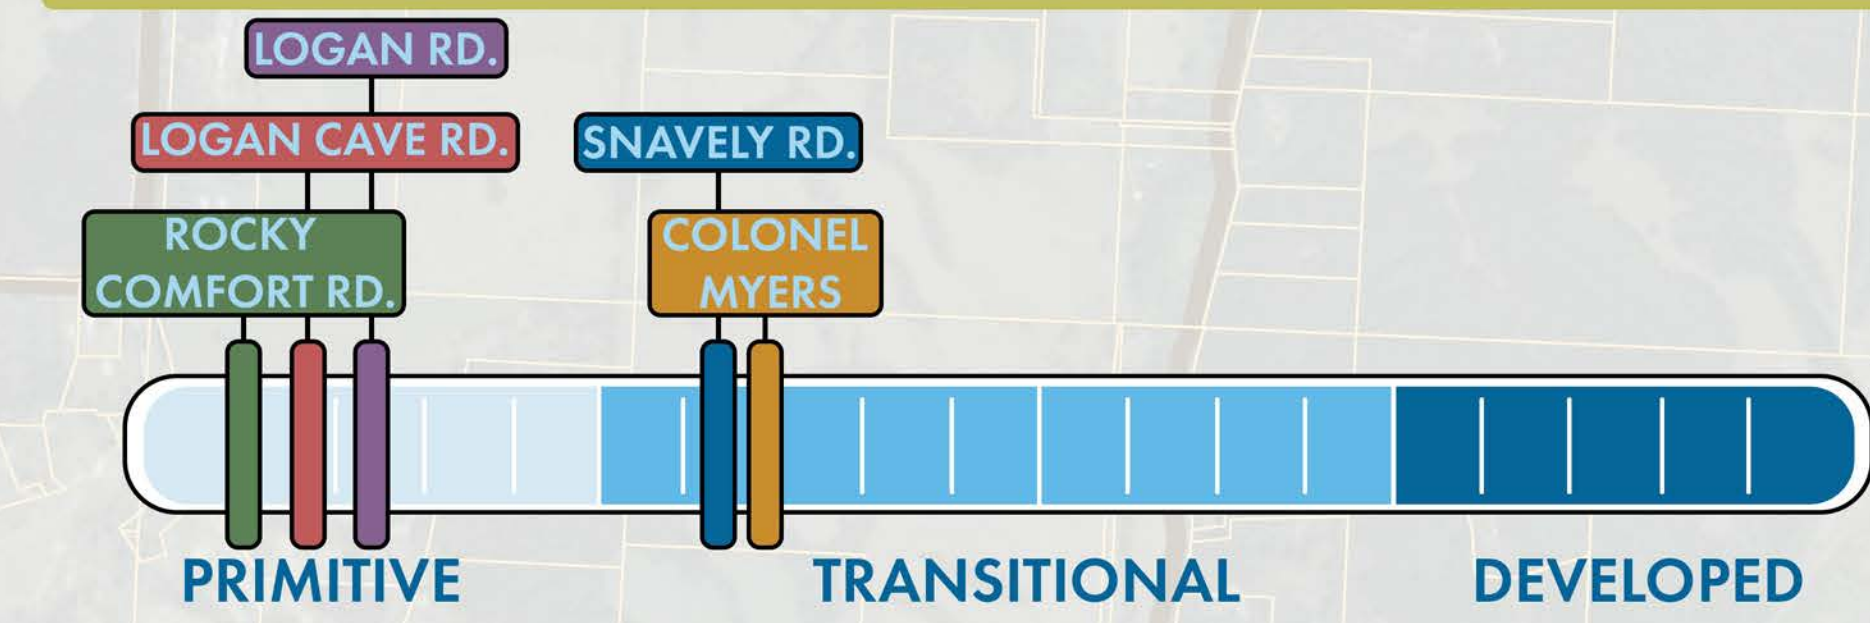 LOGAN RD.
LOGAN CAVE RD.
SNAVELY RD.
ROCKY
COMFORT RD.
COLONEL
MYERS
PRIMITIVE
TRANSITIONAL
DEVELOPED